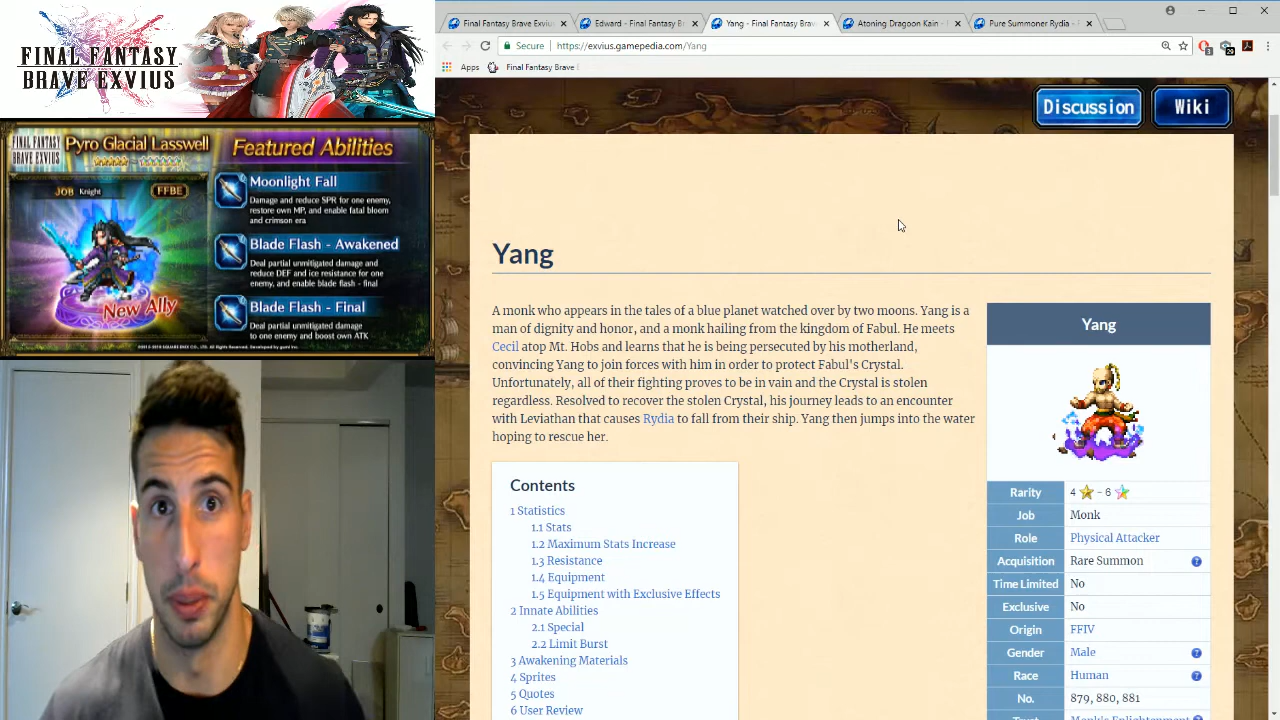 FINAL FANTASY
BRAVE EXVIUS
FINAL FANTASY
BRAVE EXVIUS
Pyro Glacial Lasswell
JOB Knight
FFBE
New Ally
Featured Abilities
Moonlight Fall
Damage and reduce SPR for one enemy,
restore own MP, and enable fatal bloom
and crimson era
Blade Flash - Awakened
Deal partial unmitigated damage and
reduce DEF and ice resistance for one
enemy, and enable blade flash - final
Blade Flash - Final
Deal partial unmitigated damage
to one enemy and boost own ATK
Final Fantasy Brave Exvius
Edward - Final Fantasy B
Yang - Final Fantasy Brav
Atoning Dragoon Kain -
Pure Summoner Rydia - F
Secure
https://exvius.gamepedia.com/Yang
Apps
Final Fantasy Brave E
Discussion
Wiki
Yang
A monk who appears in the tales of a blue planet watched over by two moons. Yang is a
man of dignity and honor, and a monk hailing from the kingdom of Fabul. He meets
Cecil atop Mt. Hobs and learns that he is being persecuted by his motherland,
convincing Yang to join forces with him in order to protect Fabul's Crystal.
Unfortunately, all of their fighting proves to be in vain and the Crystal is stolen
regardless. Resolved to recover the stolen Crystal, his journey leads to an encounter
with Leviathan that causes Rydia to fall from their ship. Yang then jumps into the water
hoping to rescue her.
Contents
1 Statistics
1.1 Stats
1.2 Maximum Stats Increase
1.3 Resistance
1.4 Equipment
1.5 Equipment with Exclusive Effects
2 Innate Abilities
2.1 Special
2.2 Limit Burst
3 Awakening Materials
4 Sprites
5 Quotes
6 User Review
Yang
Rarity 4 - 6
Job Monk
Role Physical Attacker
Acquisition Rare Summon
Time Limited No
Exclusive No
Origin FFIV
Gender Male
Race Human
No. 879, 880, 881
Trust Monk's Enlightenment